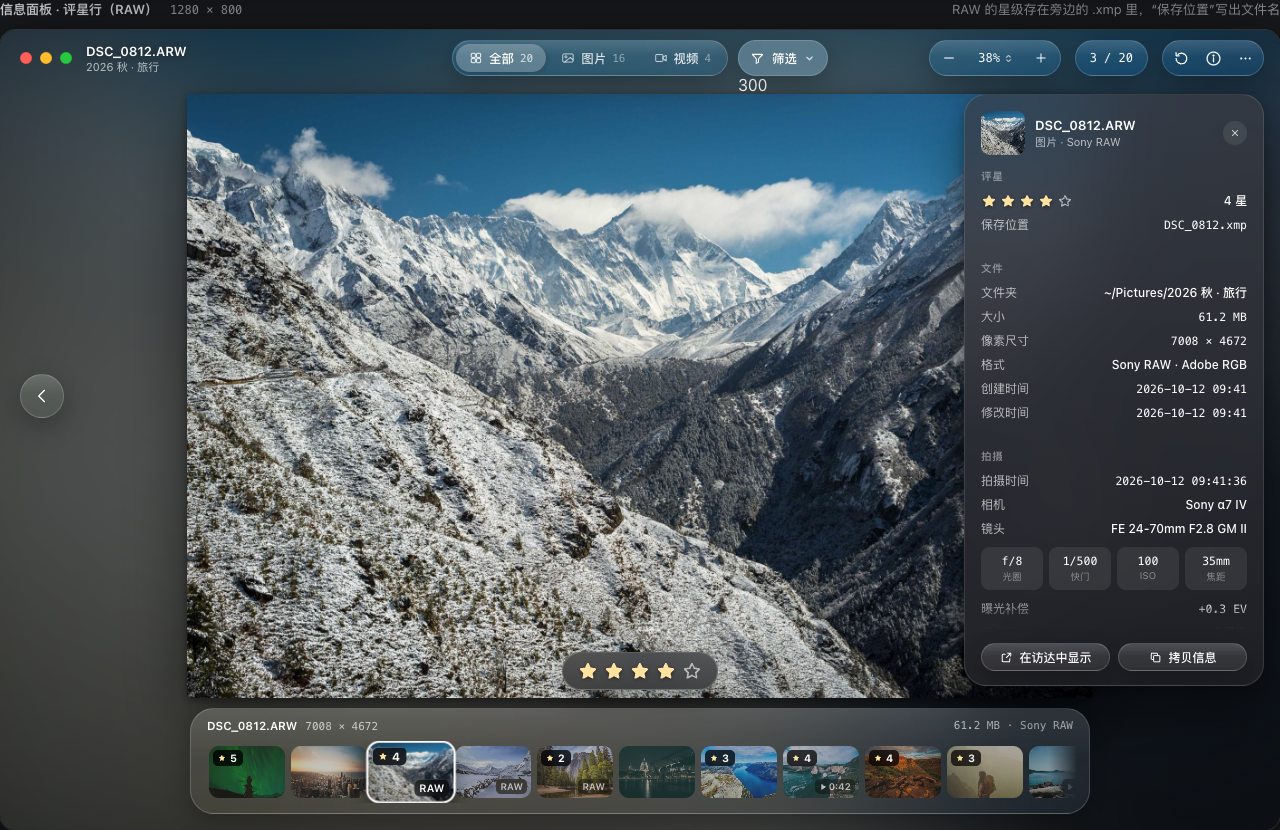 信息面板 · 评星行（RAW） 1280 × 800
RAW 的星级存在旁边的 .xmp 里，“保存位置”写出文件名
DSC_0812.ARW
2026 秋 · 旅行
全部 20
图片 16
视频 4
筛选
300
38%
3 / 20
DSC_0812.ARW
图片 · Sony RAW
评星
4 星
保存位置 DSC_0812.xmp
文件
文件夹 ~/Pictures/2026 秋 · 旅行
大小 61.2 MB
像素尺寸 7008 × 4672
格式 Sony RAW · Adobe RGB
创建时间 2026-10-12 09:41
修改时间 2026-10-12 09:41
拍摄
拍摄时间 2026-10-12 09:41:36
相机 Sony α7 IV
镜头 FE 24-70mm F2.8 GM II
f/8 1/500 100 35mm
光圈 快门 ISO 焦距
曝光补偿 +0.3 EV
在访达中显示 拷贝信息
DSC_0812.ARW 7008 × 4672
61.2 MB · Sony RAW
5
4
RAW
RAW
2
RAW
3
4
0:42
4
3